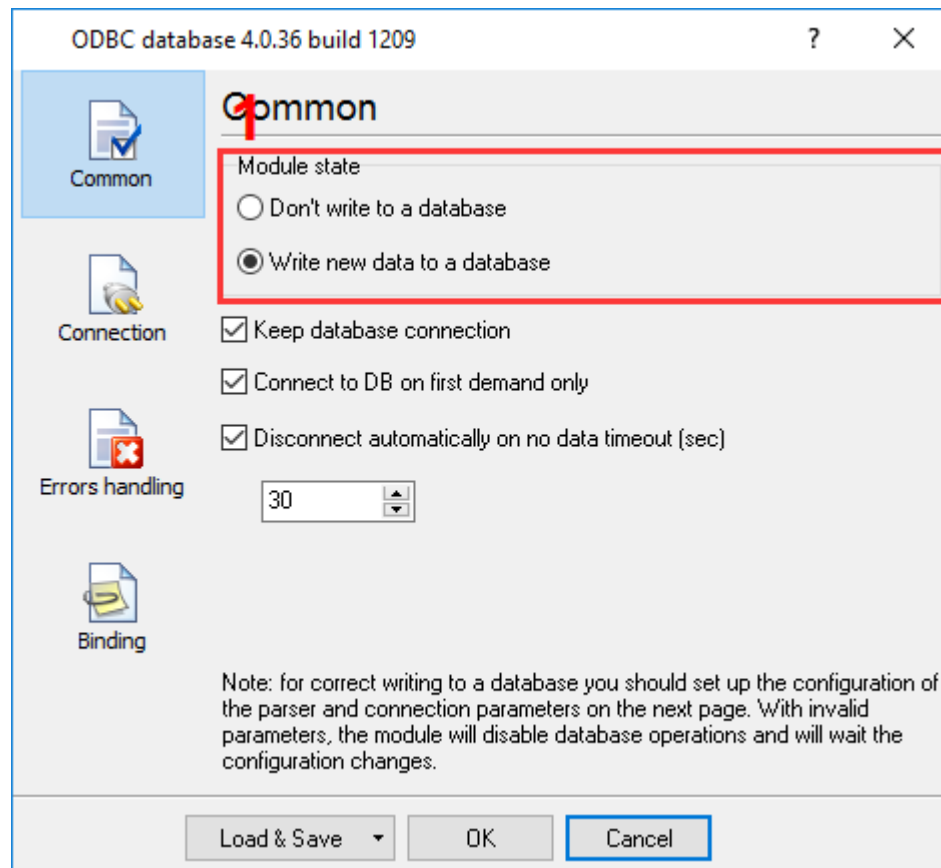 ODBC database 4.0.36 build 1209
?
Common
1
Module state
Don't write to a database
Write new data to a database
Keep database connection
Connect to DB on first demand only
Disconnect automatically on no data timeout (sec)
30
Common
Connection
Errors handling
Binding
Note: for correct writing to a database you should set up the configuration of
the parser and connection parameters on the next page. With invalid
parameters, the module will disable database operations and will wait the
configuration changes.
Load & Save
OK
Cancel